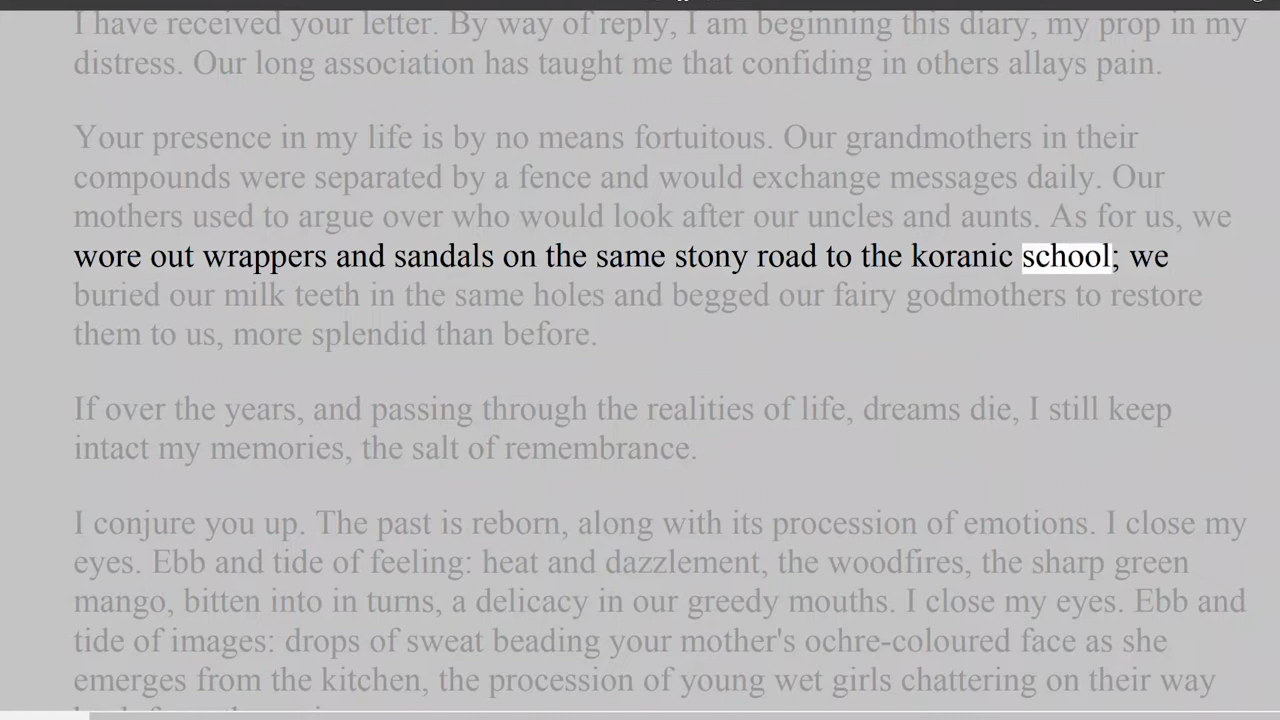 I have received your letter. By way of reply, I am beginning this diary, my prop in my
distress. Our long association has taught me that confiding in others allays pain.
Your presence in my life is by no means fortuitous. Our grandmothers in their
compounds were separated by a fence and would exchange messages daily. Our
mothers used to argue over who would look after our uncles and aunts. As for us, we
wore out wrappers and sandals on the same stony road to the koranic school; we
buried our milk teeth in the same holes and begged our fairy godmothers to restore
them to us, more splendid than before.
If over the years, and passing through the realities of life, dreams die, I still keep
intact my memories, the salt of remembrance.
I conjure you up. The past is reborn, along with its procession of emotions. I close my
eyes. Ebb and tide of feeling: heat and dazzlement, the woodfires, the sharp green
mango, bitten into in turns, a delicacy in our greedy mouths. I close my eyes. Ebb and
tide of images: drops of sweat beading your mother's ochre-coloured face as she
emerges from the kitchen, the procession of young wet girls chattering on their way